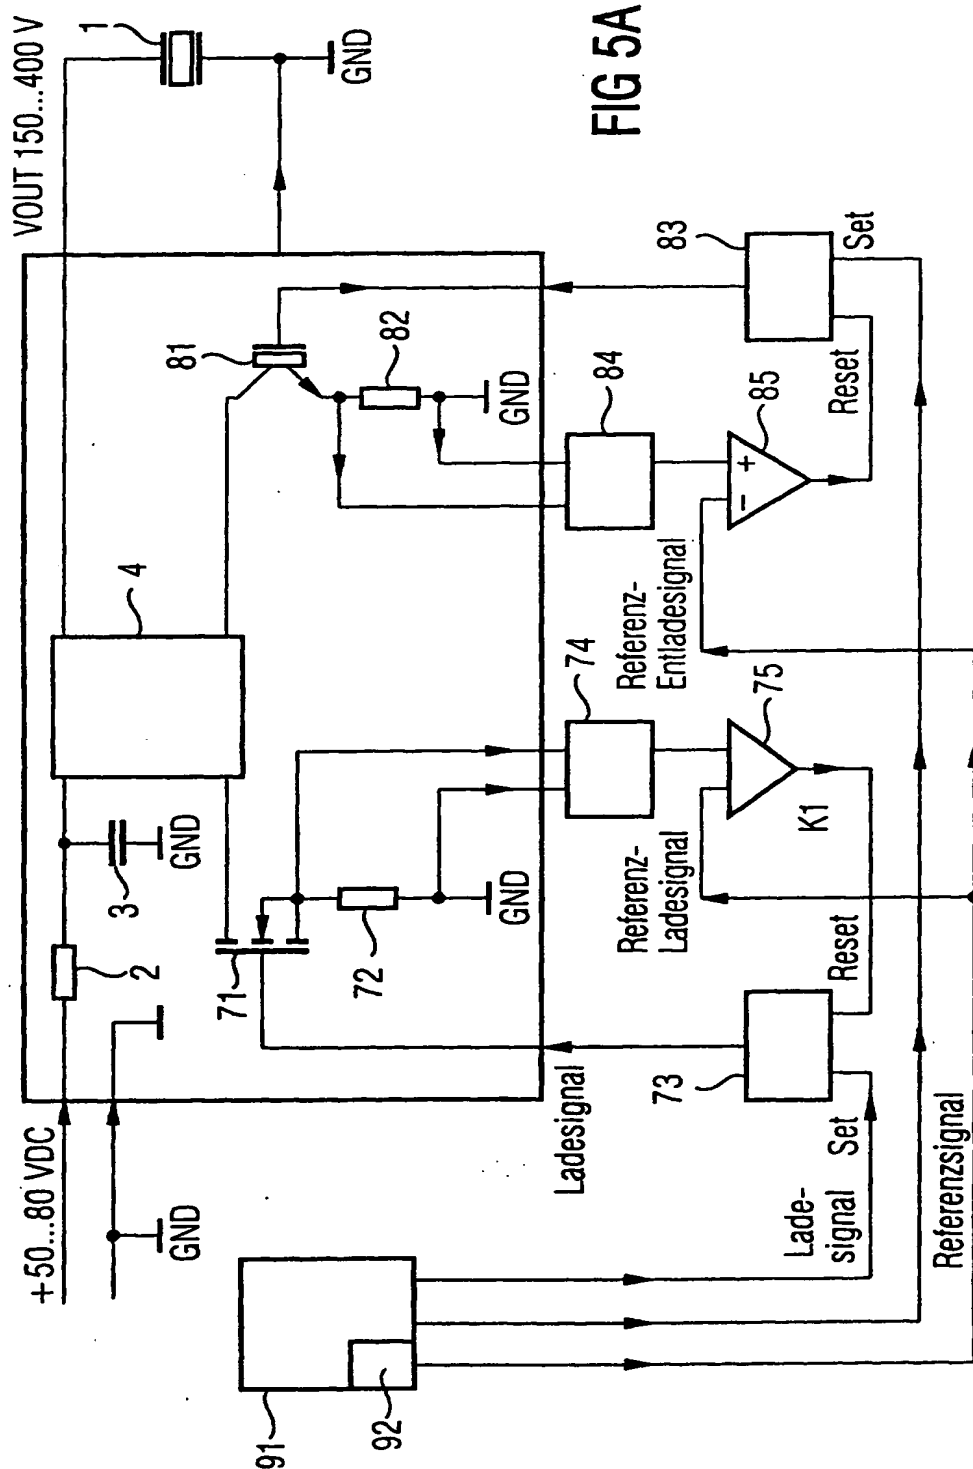 +50...80 VDC
VOUT 150...400 V
GND
2
3
GND
4
1
GND
71
72
GND
81
82
GND
Ladesignal
91
92
73
Set
Reset
Lade-
signal
Referenz-
Ladesignal
74
75
K1
Referenz-
Entladesignal
84
85
83
Reset
Set
Referenzsignal
FIG 5A